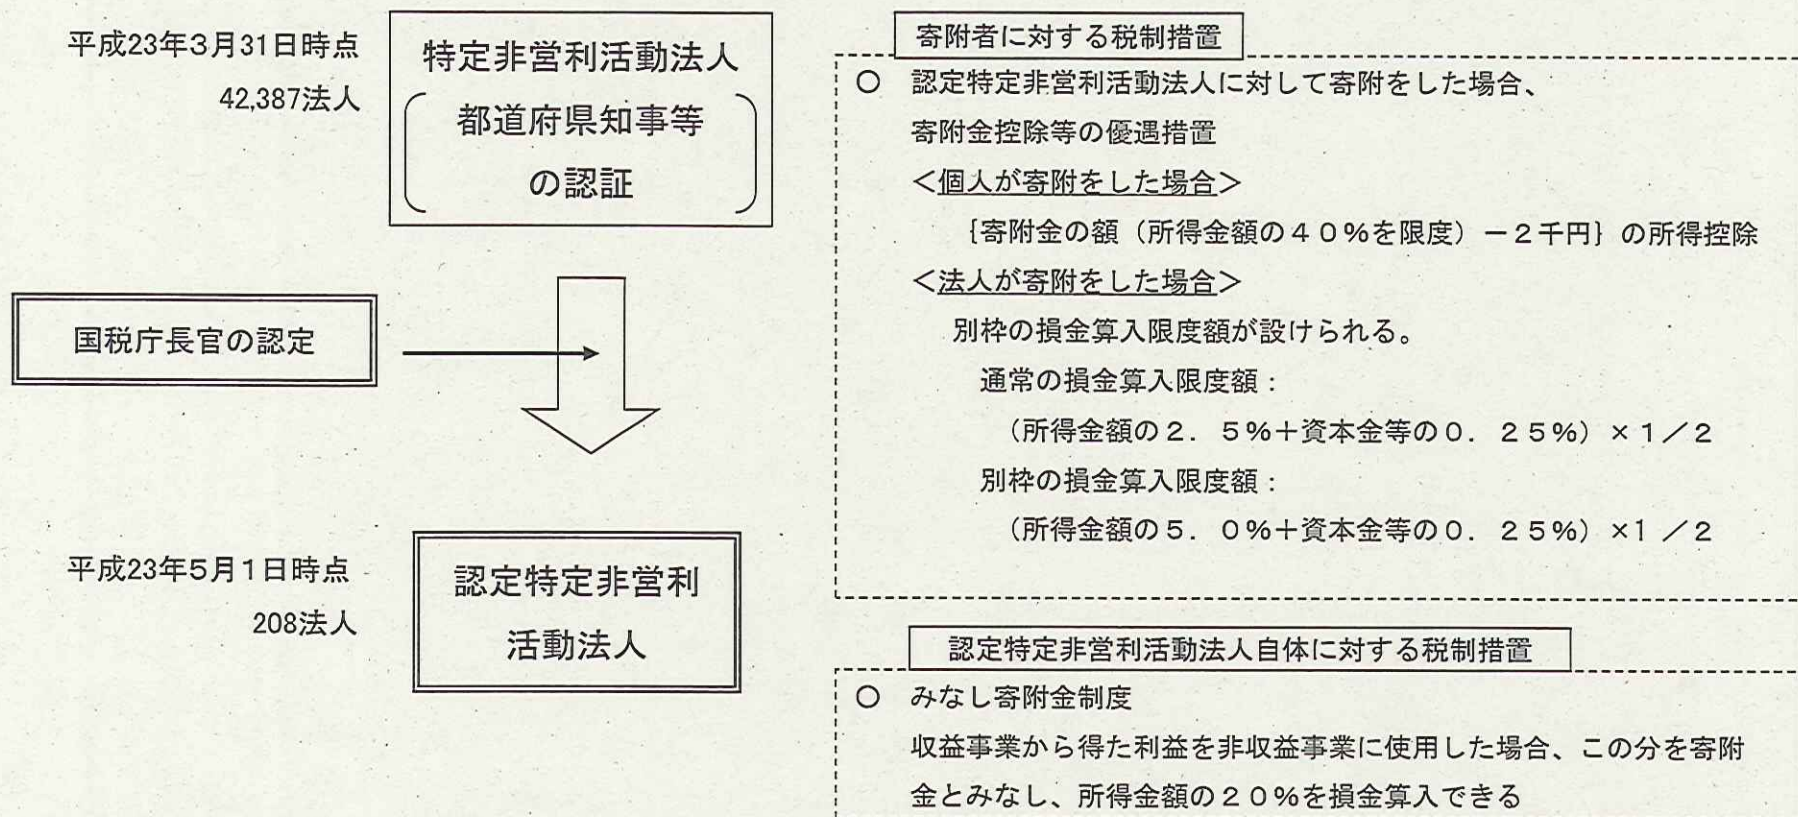 平成23年3月31日時点
42,387法人
特定非営利活動法人
都道府県知事等
の認証
国税庁長官の認定
平成23年5月1日時点
208法人
認定特定非営利
活動法人
寄附者に対する税制措置
○ 認定特定非営利活動法人に対して寄附をした場合、
寄附金控除等の優遇措置
＜個人が寄附をした場合＞
{寄附金の額（所得金額の４０%を限度）－２千円}の所得控除
＜法人が寄附をした場合＞
別枠の損金算入限度額が設けられる。
通常の損金算入限度額：
（所得金額の２．５%＋資本金等の０．２５%）×１／２
別枠の損金算入限度額：
（所得金額の５．０%＋資本金等の０．２５%）×1／２
認定特定非営利活動法人自体に対する税制措置
○ みなし寄附金制度
収益事業から得た利益を非収益事業に使用した場合、この分を寄附
金とみなし、所得金額の２０%を損金算入できる